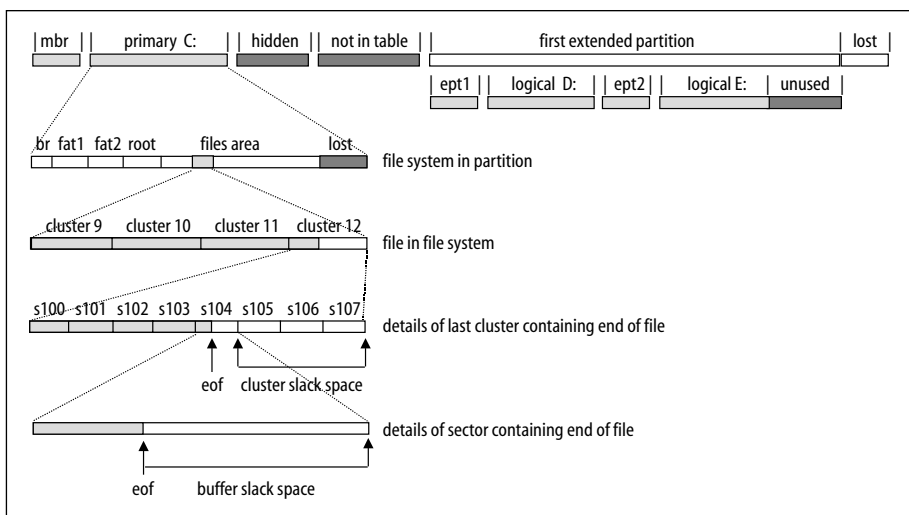 mbr primary C: hidden not in table first extended partition lost
ept1 logical D: ept2 logical E: unused
br fat1 fat2 root files area lost
file system in partition
cluster 9 cluster 10 cluster 11 cluster 12
file in file system
s100 s101 s102 s103 s104 s105 s106 s107
details of last cluster containing end of file
eof cluster slack space
details of sector containing end of file
eof buffer slack space